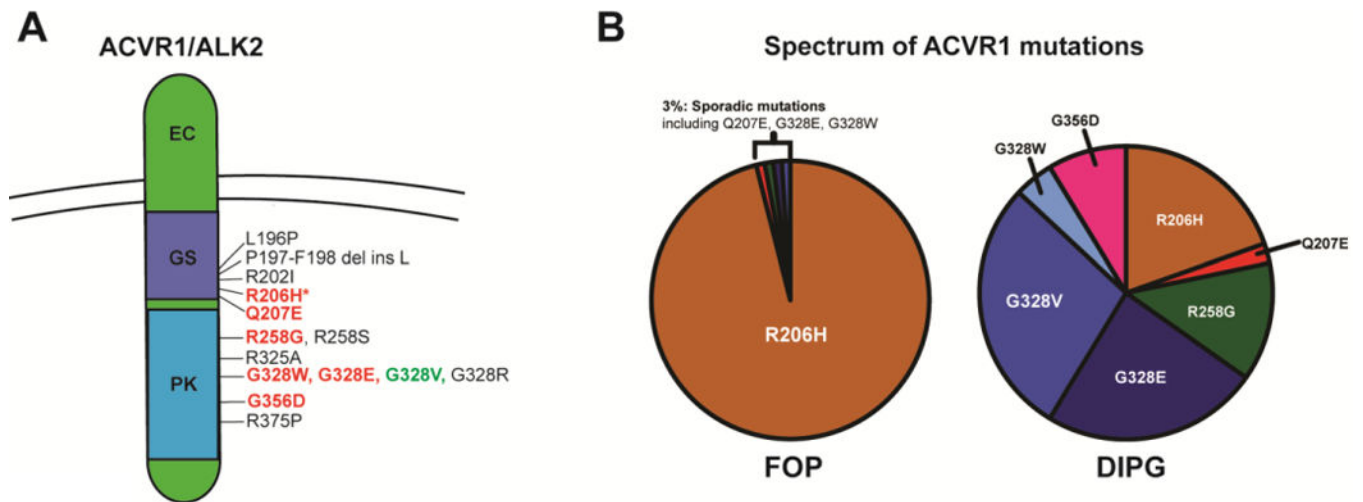 A
ACVR1/ALK2
EC
GS
PK
L196P
P197-F198 del ins L
R202I
R206H*
Q207E
R258G, R258S
R325A
G328W, G328E, G328V, G328R
G356D
R375P
B
Spectrum of ACVR1 mutations
3%: Sporadic mutations
including Q207E, G328E, G328W
R206H
FOP
G356D
G328W
R206H
Q207E
R258G
G328V
G328E
DIPG